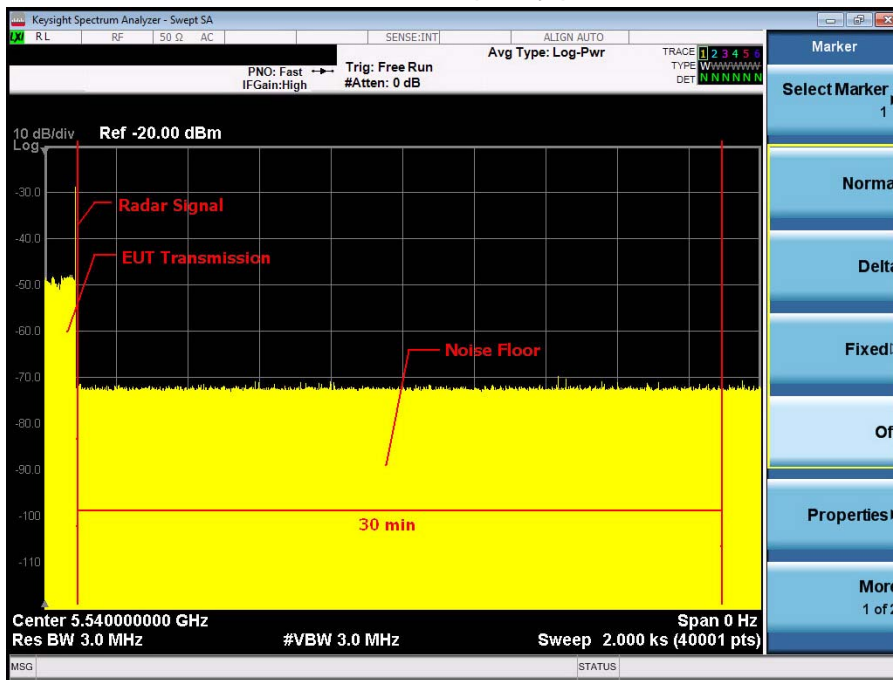 Keysight Spectrum Analyzer - Swept SA
LXI RL RF 50 Ω AC SENSE:INT ALIGN AUTO
Avg Type: Log-Pwr
PNO: Fast
IFGain:High
Trig: Free Run
#Atten: 0 dB
TRACE 1 2 3 4 5 6
TYPE WWWWWW
DET N N N N N N
10 dB/div
Log
Ref -20.00 dBm
-30.0
-40.0
-50.0
-60.0
-70.0
-80.0
-90.0
-100
-110
Radar Signal
EUT Transmission
Noise Floor
30 min
Center 5.540000000 GHz
Span 0 Hz
Res BW 3.0 MHz
#VBW 3.0 MHz
Sweep 2.000 ks (40001 pts)
MSG
STATUS
Marker
Select Marker
1
Norma
Delta
Fixed
Of
Properties
More
1 of 2